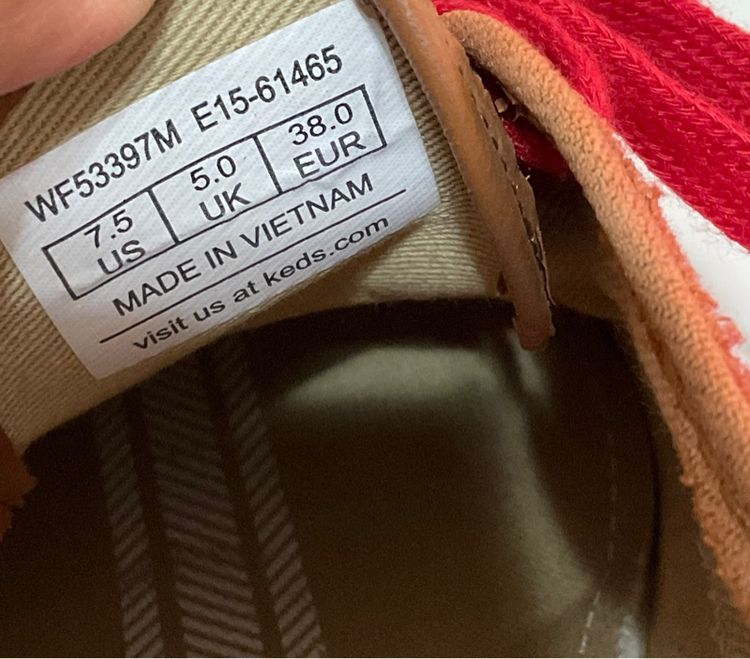 WF53397M E15-61465
7.5 US 5.0 UK 38.0 EUR
MADE IN VIETNAM
visit us at keds.com